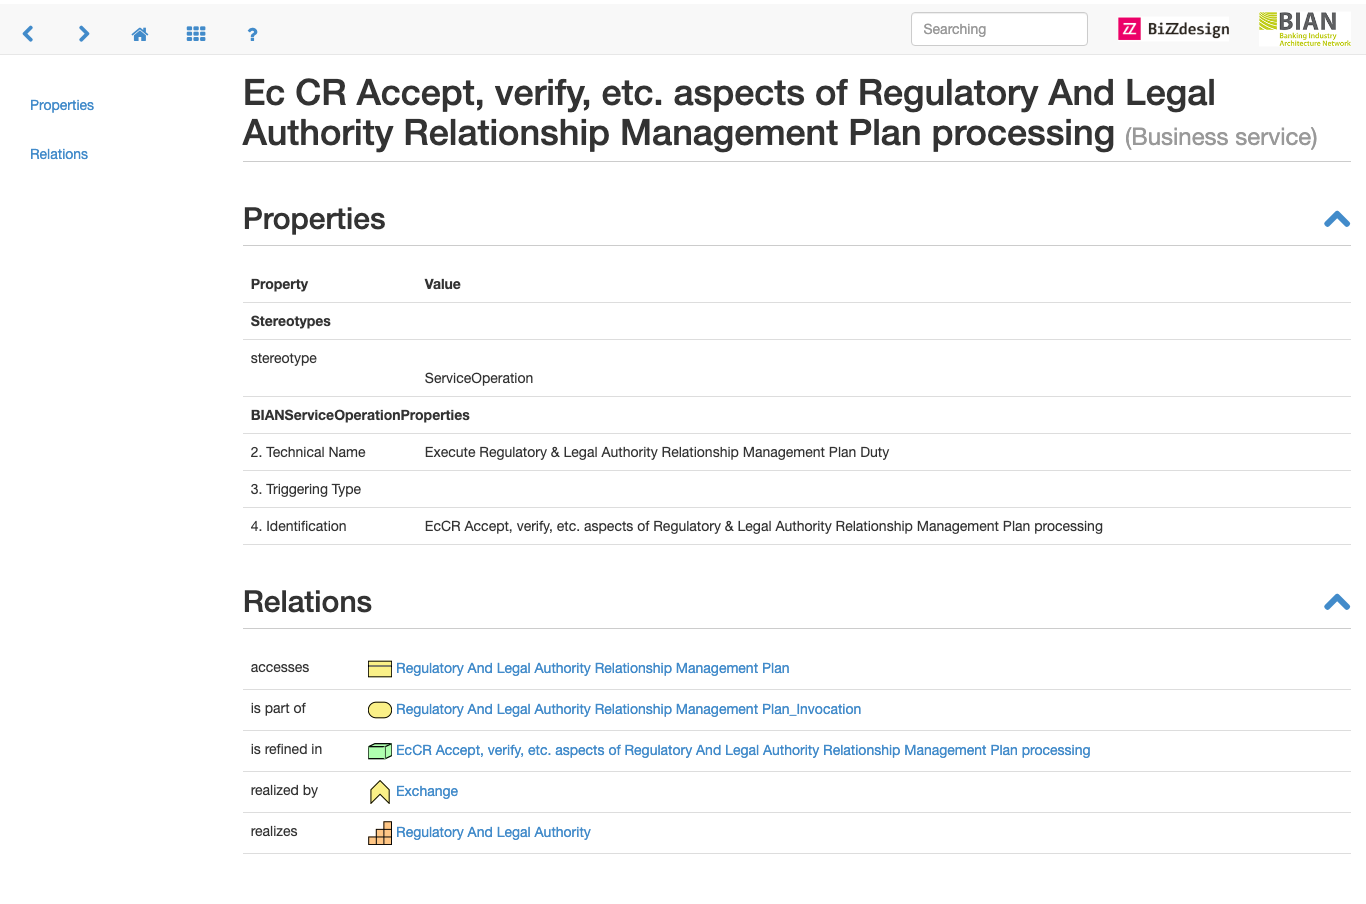 ?
Searching
ZZ BiZZdesign
BIAN
Banking Industry
Architecture Network
Properties
Relations
Ec CR Accept, verify, etc. aspects of Regulatory And Legal
Authority Relationship Management Plan processing (Business service)
Properties
Property Value
Stereotypes
stereotype
ServiceOperation
BIANServiceOperationProperties
2. Technical Name Execute Regulatory & Legal Authority Relationship Management Plan Duty
3. Triggering Type
4. Identification EcCR Accept, verify, etc. aspects of Regulatory & Legal Authority Relationship Management Plan processing
Relations
accesses Regulatory And Legal Authority Relationship Management Plan
is part of Regulatory And Legal Authority Relationship Management Plan_Invocation
is refined in EcCR Accept, verify, etc. aspects of Regulatory And Legal Authority Relationship Management Plan processing
realized by Exchange
realizes Regulatory And Legal Authority